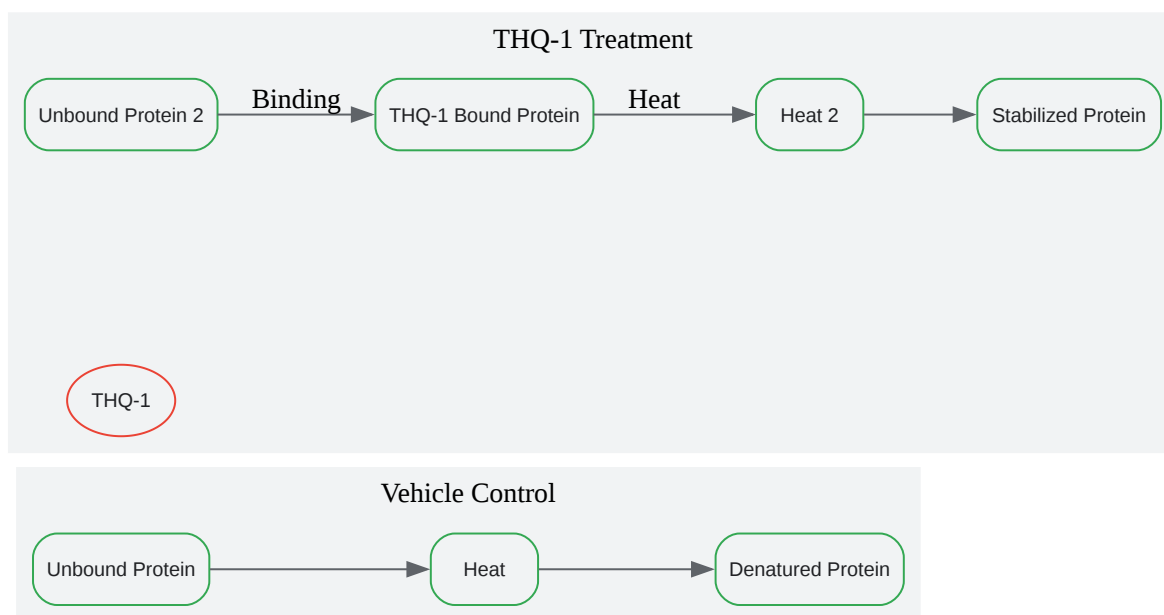 THQ-1 Treatment
Unbound Protein 2
Binding
THQ-1 Bound Protein
Heat
Heat 2
Stabilized Protein
THQ-1
Vehicle Control
Unbound Protein
Heat
Denatured Protein